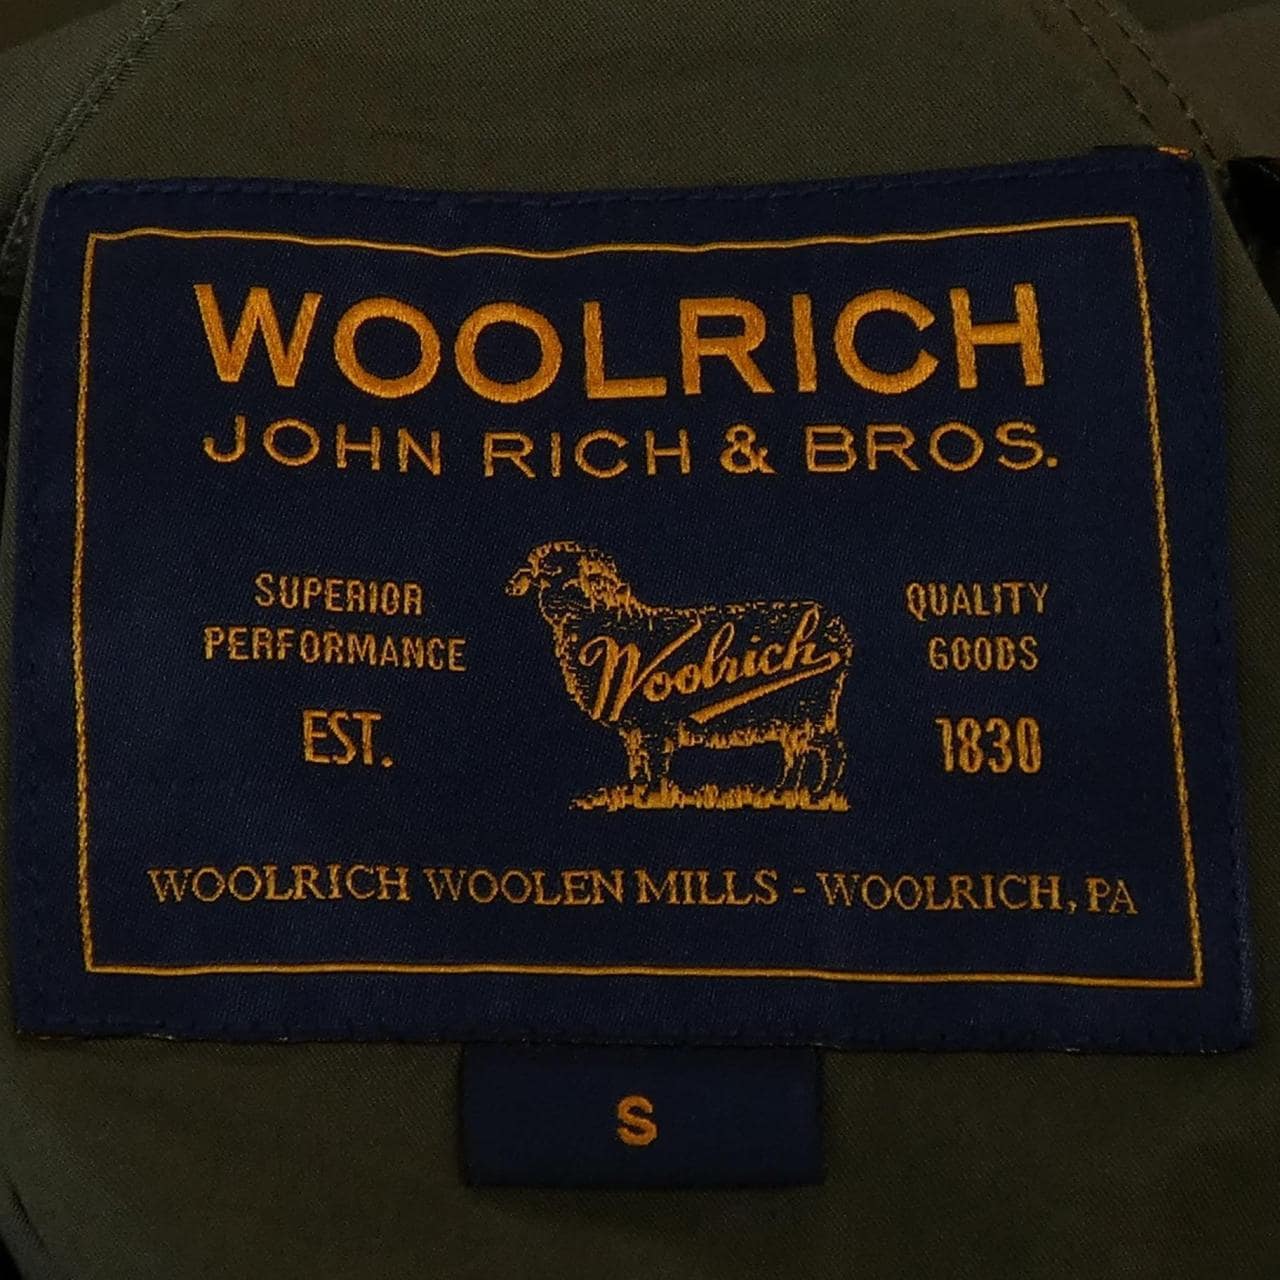 WOOLRICH
JOHN RICH & BROS.
SUPERIOR
PERFORMANCE
EST.
Woolrich
QUALITY
GOODS
1830
WOOLRICH WOOLEN MILLS - WOOLRICH, PA
S